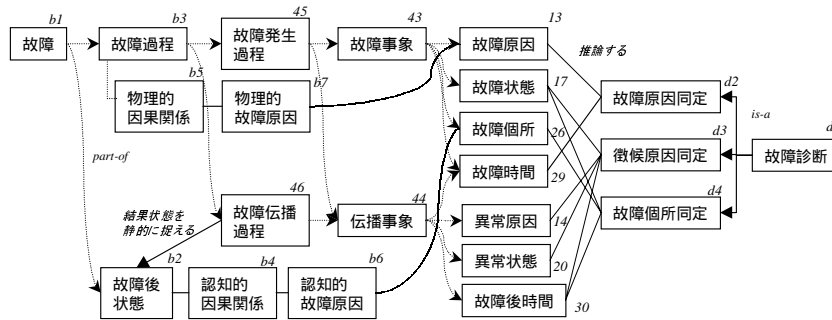 b1
故障
b3
故障過程
45
故障発生
過程
43
故障事象
13
故障原因
推論する
b5
物理的
因果関係
b7
物理的
故障原因
17
故障状態
d2
故障原因同定
is-a
26
故障個所
d3
徴候原因同定
故障診断
part-of
29
故障時間
46
故障伝播
過程
44
伝播事象
14
異常原因
d4
故障個所同定
結果状態を
静的に捉える
20
異常状態
b2
故障後
状態
b4
認知的
因果関係
b6
認知的
故障原因
30
故障後時間